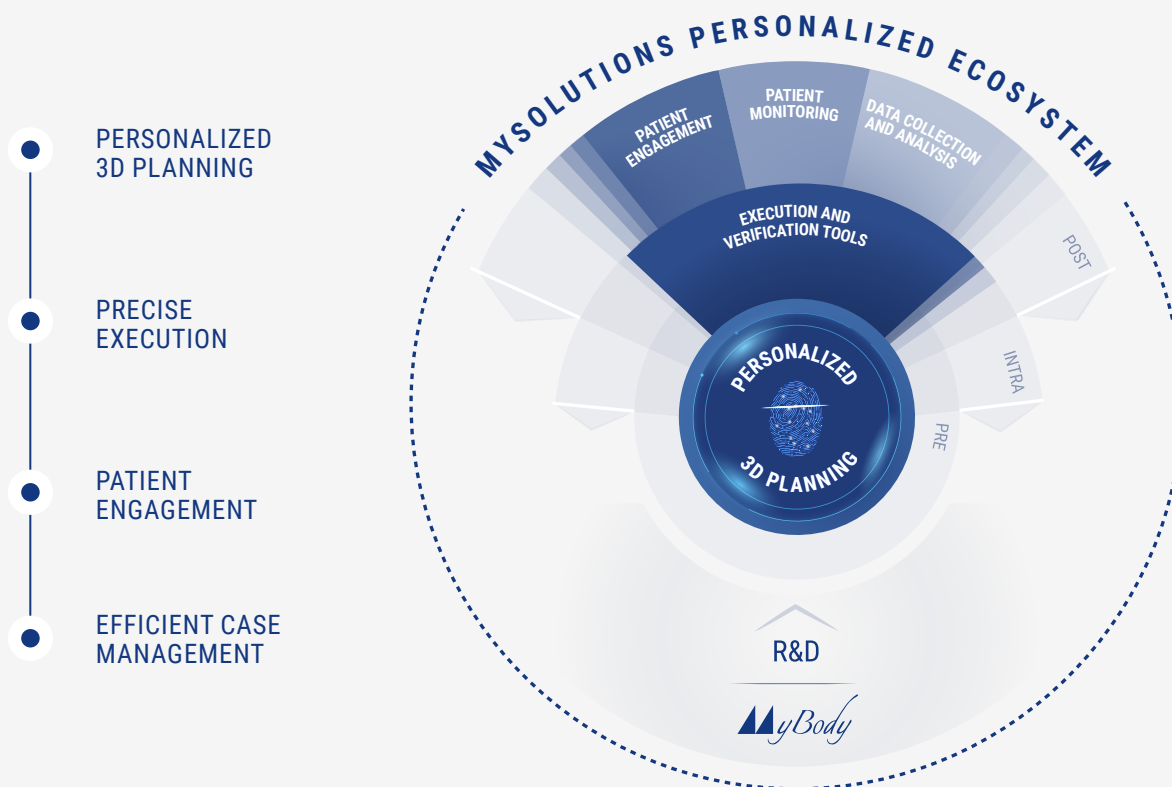 MYSOLUTIONS PERSONALIZED ECOSYSTEM
PERSONALIZED
3D PLANNING
PRECISE
EXECUTION
PATIENT
ENGAGEMENT
EFFICIENT CASE
MANAGEMENT
PATIENT
ENGAGEMENT
PATIENT
MONITORING
DATA COLLECTION
AND ANALYSIS
EXECUTION AND
VERIFICATION TOOLS
POST
INTRA
PRE
PERSONALIZED
3D PLANNING
R&D
MyBody